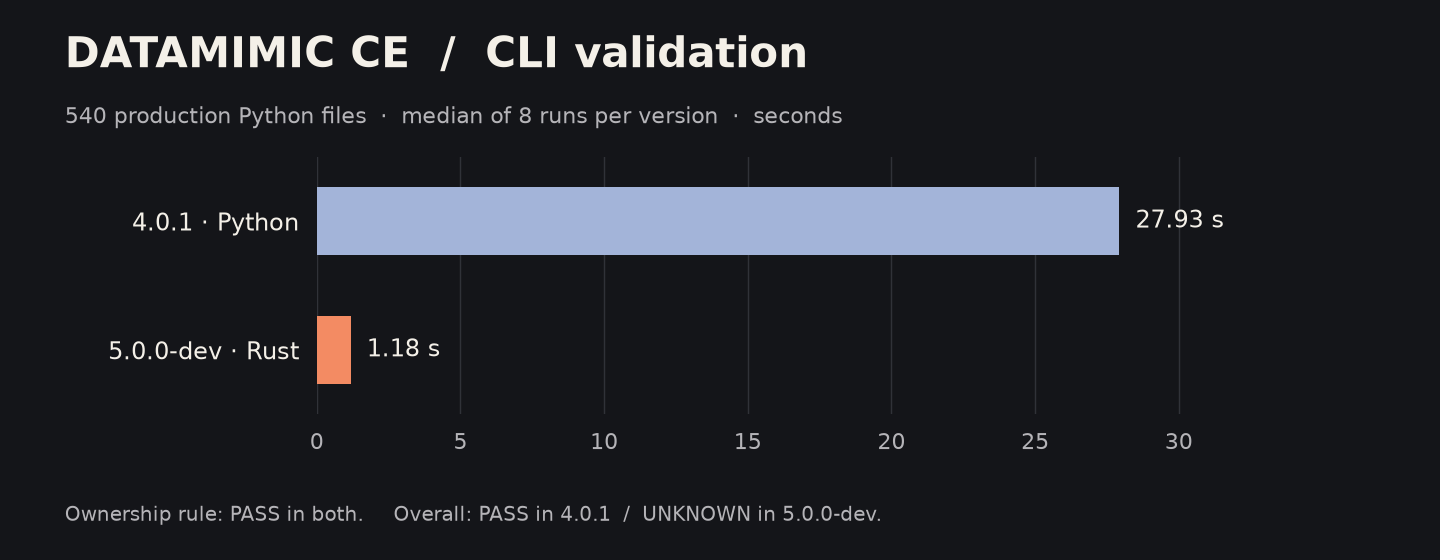 DATAMIMIC CE / CLI validation
540 production Python files · median of 8 runs per version · seconds
4.0.1 · Python
27.93 s
5.0.0-dev · Rust
1.18 s
0 5 10 15 20 25 30
Ownership rule: PASS in both. Overall: PASS in 4.0.1 / UNKNOWN in 5.0.0-dev.